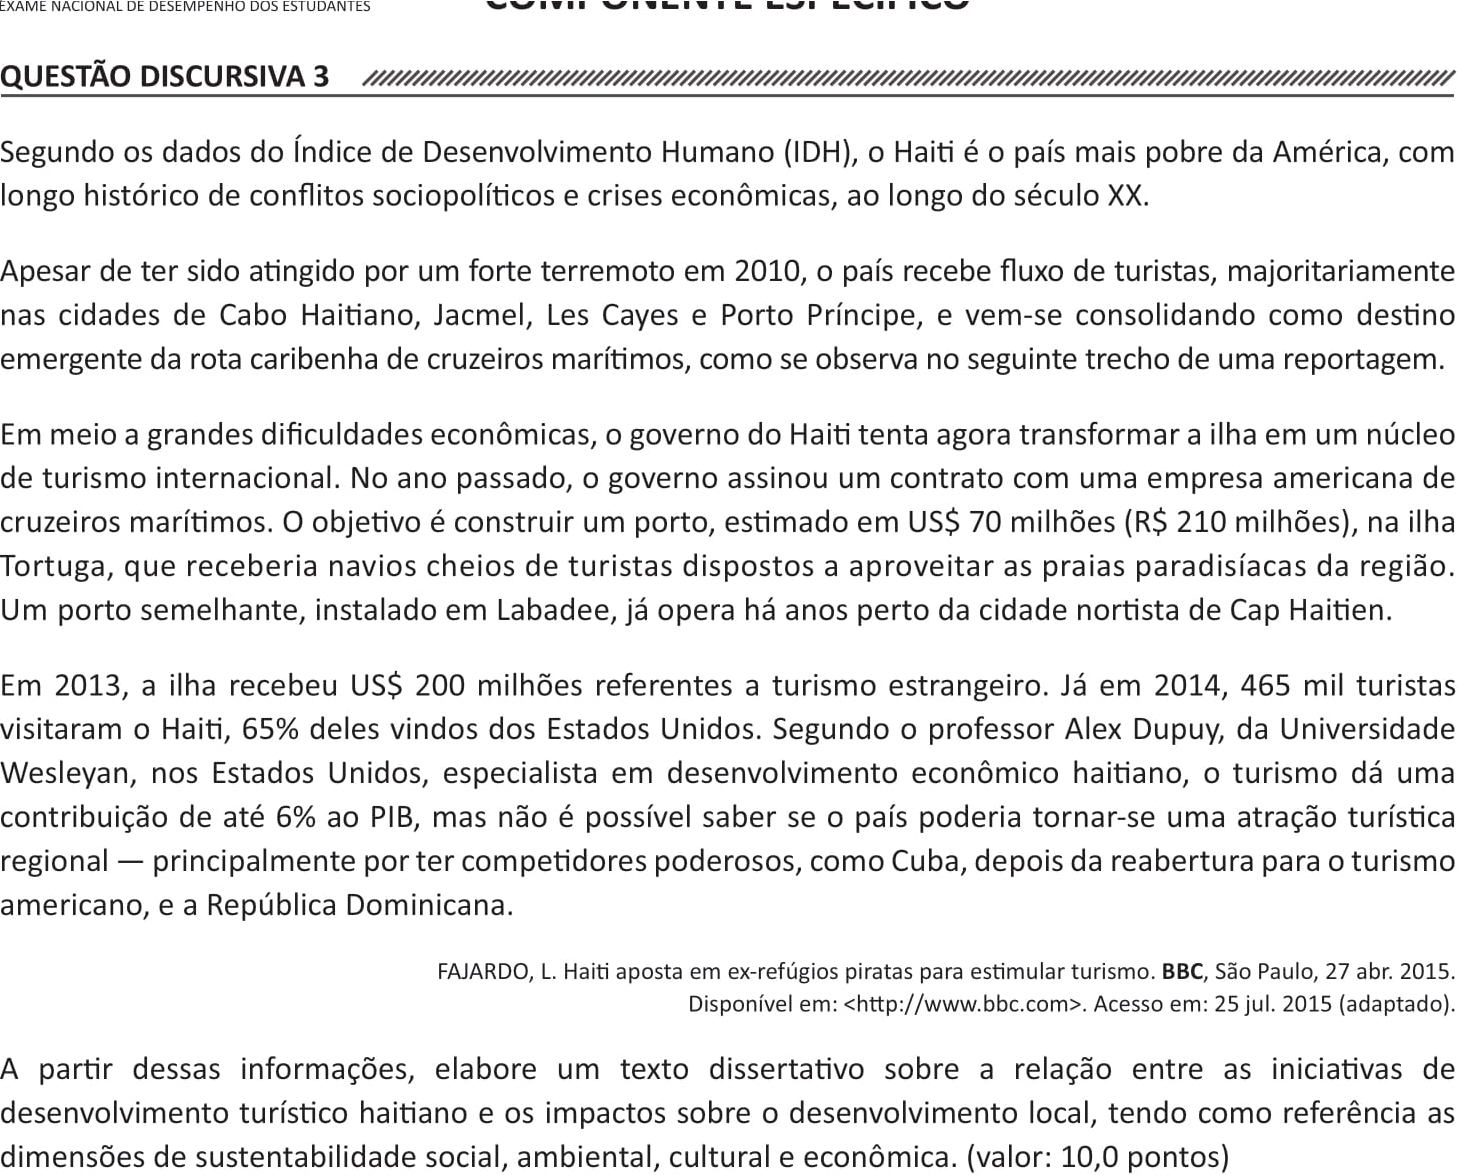 EXAME NACIONAL DE DESEMPENHO DOS ESTUDANTES
COMPONENTE ESPECÍFICO
QUESTÃO DISCURSIVA 3
Segundo os dados do Índice de Desenvolvimento Humano (IDH), o Haiti é o país mais pobre da América, com
longo histórico de conflitos sociopolíticos e crises econômicas, ao longo do século XX.
Apesar de ter sido atingido por um forte terremoto em 2010, o país recebe fluxo de turistas, majoritariamente
nas cidades de Cabo Haitiano, Jacmel, Les Cayes e Porto Príncipe, e vem-se consolidando como destino
emergente da rota caribenha de cruzeiros marítimos, como se observa no seguinte trecho de uma reportagem.
Em meio a grandes dificuldades econômicas, o governo do Haiti tenta agora transformar a ilha em um núcleo
de turismo internacional. No ano passado, o governo assinou um contrato com uma empresa americana de
cruzeiros marítimos. O objetivo é construir um porto, estimado em US$ 70 milhões (R$ 210 milhões), na ilha
Tortuga, que receberia navios cheios de turistas dispostos a aproveitar as praias paradisíacas da região.
Um porto semelhante, instalado em Labadee, já opera há anos perto da cidade nortista de Cap Haitien.
Em 2013, a ilha recebeu US$ 200 milhões referentes a turismo estrangeiro. Já em 2014, 465 mil turistas
visitaram o Haiti, 65% deles vindos dos Estados Unidos. Segundo o professor Alex Dupuy, da Universidade
Wesleyan, nos Estados Unidos, especialista em desenvolvimento econômico haitiano, o turismo dá uma
contribuição de até 6% ao PIB, mas não é possível saber se o país poderia tornar-se uma atração turística
regional — principalmente por ter competidores poderosos, como Cuba, depois da reabertura para o turismo
americano, e a República Dominicana.
FAJARDO, L. Haiti aposta em ex-refúgios piratas para estimular turismo. BBC, São Paulo, 27 abr. 2015.
Disponível em: <http://www.bbc.com>. Acesso em: 25 jul. 2015 (adaptado).
A partir dessas informações, elabore um texto dissertativo sobre a relação entre as iniciativas de
desenvolvimento turístico haitiano e os impactos sobre o desenvolvimento local, tendo como referência as
dimensões de sustentabilidade social, ambiental, cultural e econômica. (valor: 10,0 pontos)